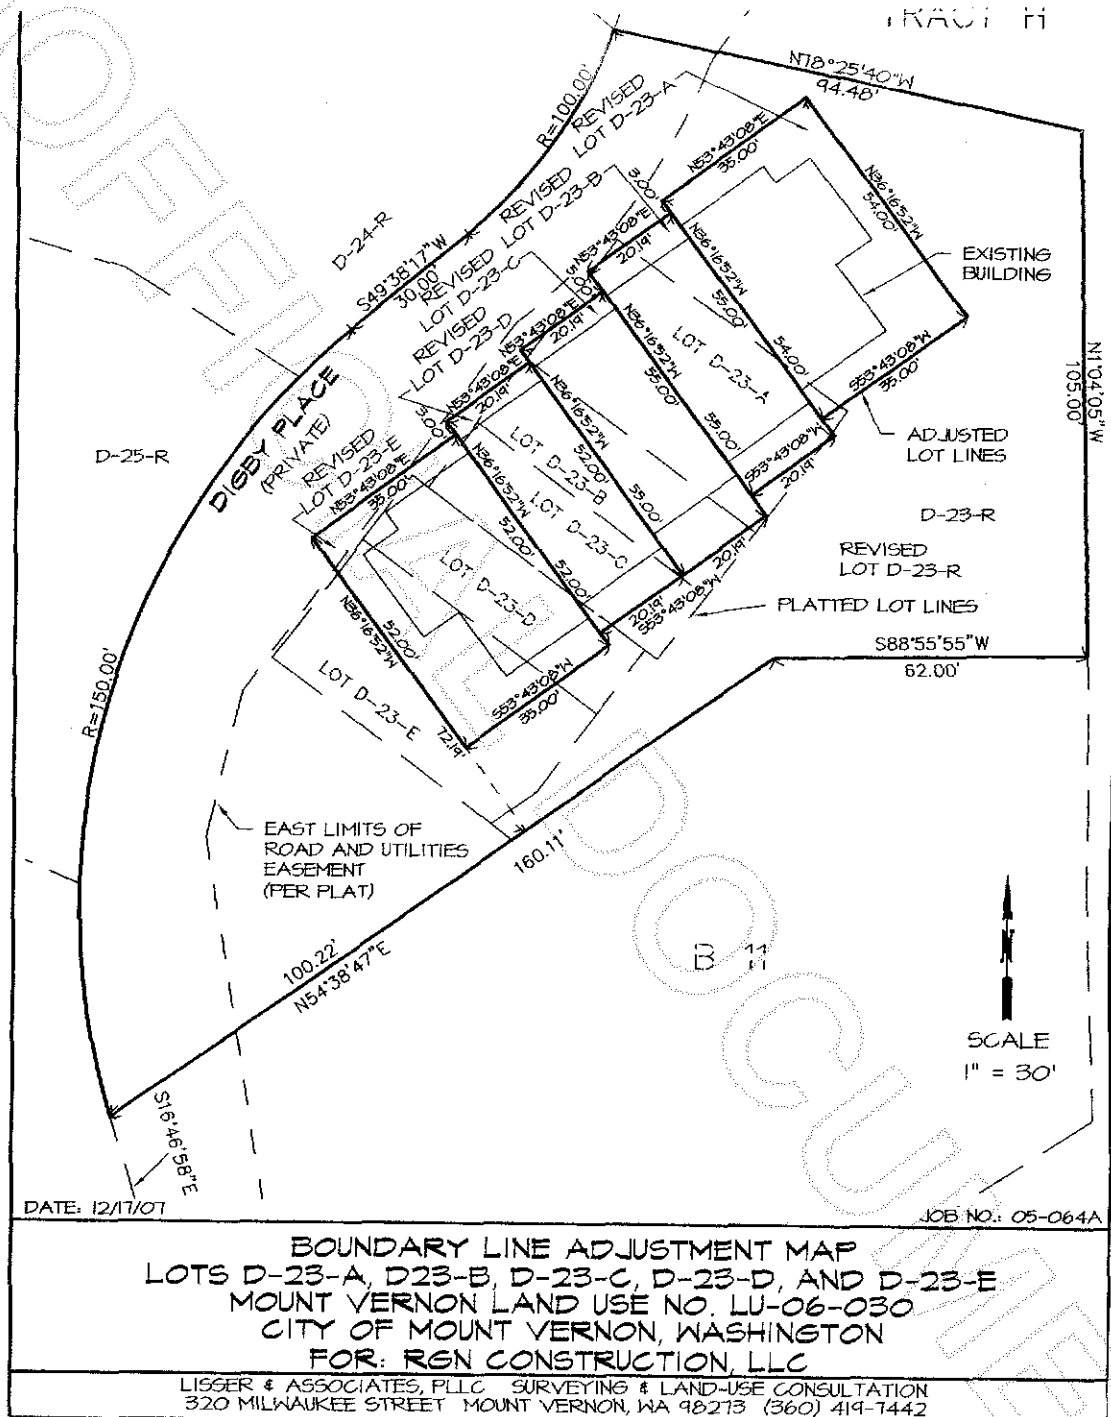 TRACT H
N78°25'40"W
94.48'
R=100.00'
REVISED
LOT D-23-A
N53°43'08"E
35.00'
N36°16'52"W
54.00'
REVISED
LOT D-23-B
3.00'
D-24-R
S49°38'17"W
30.00'
N53°43'08"E
20.19'
N36°16'52"W
55.00'
54.00'
EXISTING
BUILDING
REVISED
LOT D-23-C
N53°43'08"E
20.19'
N36°16'52"W
55.00'
55.00'
LOT D-23-A
S53°43'08"W
35.00'
N1°04'05"W
105.00'
REVISED
LOT D-23-D
N53°43'08"E
20.19'
3.00'
N36°16'52"W
52.00'
55.00'
LOT D-23-B
S53°43'08"W
20.19'
ADJUSTED
LOT LINES
D-25-R
DIGBY PLACE
(PRIVATE)
REVISED
LOT D-23-E
N53°43'08"E
35.00'
N36°16'52"W
52.00'
52.00'
LOT D-23-C
20.19'
D-23-R
REVISED
LOT D-23-R
PLATTED LOT LINES
LOT D-23-D
20.19'
S53°43'08"W
N36°16'52"W
52.00'
S88°55'55"W
62.00'
S53°43'08"W
35.00'
LOT D-23-E
72.19'
R=150.00'
EAST LIMITS OF
ROAD AND UTILITIES
EASEMENT
(PER PLAT)
160.11'
100.22'
N54°38'47"E
B 11
N
SCALE
1" = 30'
S16°46'58"E
DATE: 12/17/07
JOB NO.: 05-064A
BOUNDARY LINE ADJUSTMENT MAP
LOTS D-23-A, D23-B, D-23-C, D-23-D, AND D-23-E
MOUNT VERNON LAND USE NO. LU-06-030
CITY OF MOUNT VERNON, WASHINGTON
FOR: RGN CONSTRUCTION, LLC
LISSER & ASSOCIATES, PLLC SURVEYING & LAND-USE CONSULTATION
320 MILWAUKEE STREET MOUNT VERNON, WA 98273 (360) 419-7442